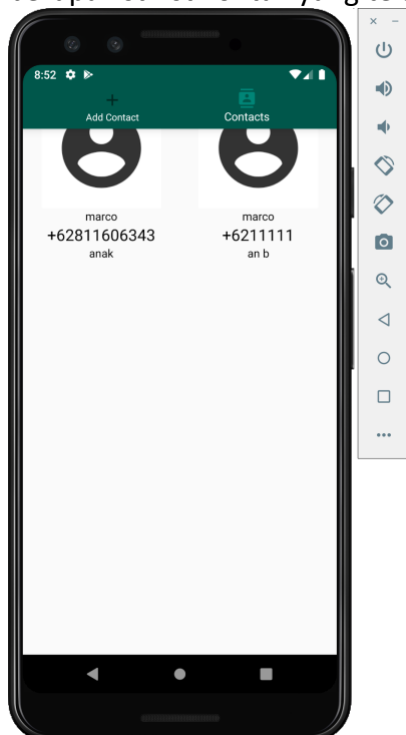 8:52
Add Contact
Contacts
marco
marco
+62811606343
+6211111
anak
an b